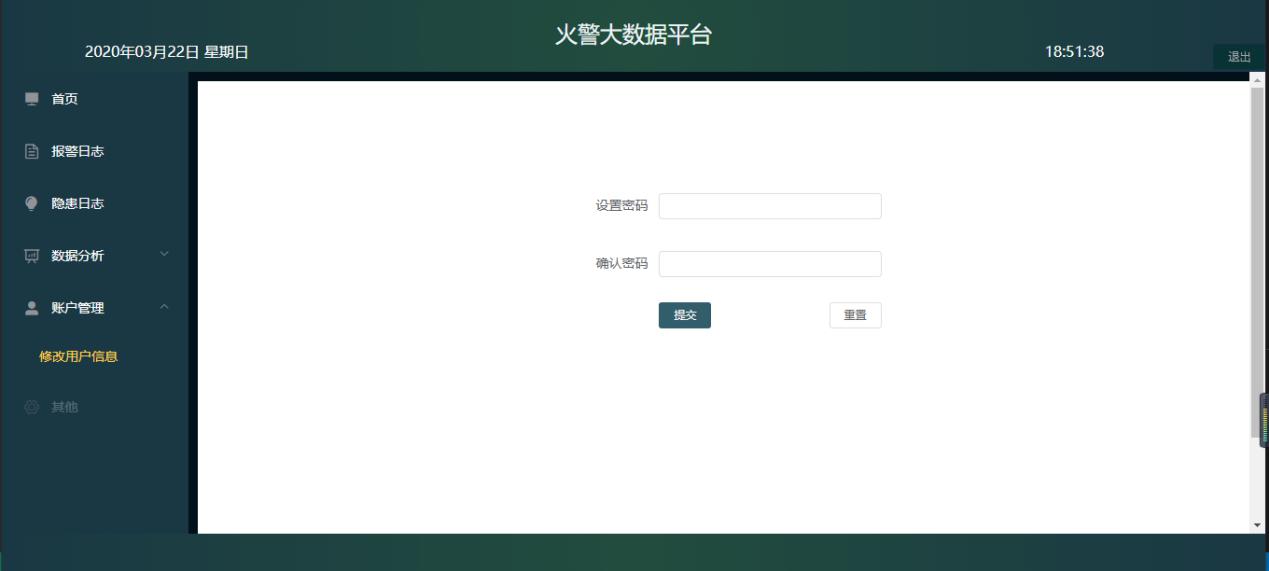 火警大数据平台
2020年03月22日 星期日
18:51:38
退出
首页
报警日志
隐患日志
数据分析
账户管理
修改用户信息
其他
设置密码
确认密码
提交
重置